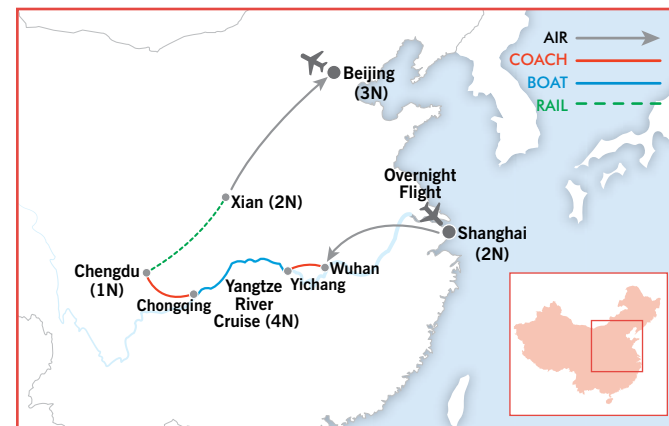 AIR
COACH
BOAT
RAIL
Beijing
(3N)
Overnight
Flight
Xian (2N)
Shanghai
(2N)
Chengdu
(1N)
Chongqing
Yangtze
River
Cruise (4N)
Yichang
Wuhan